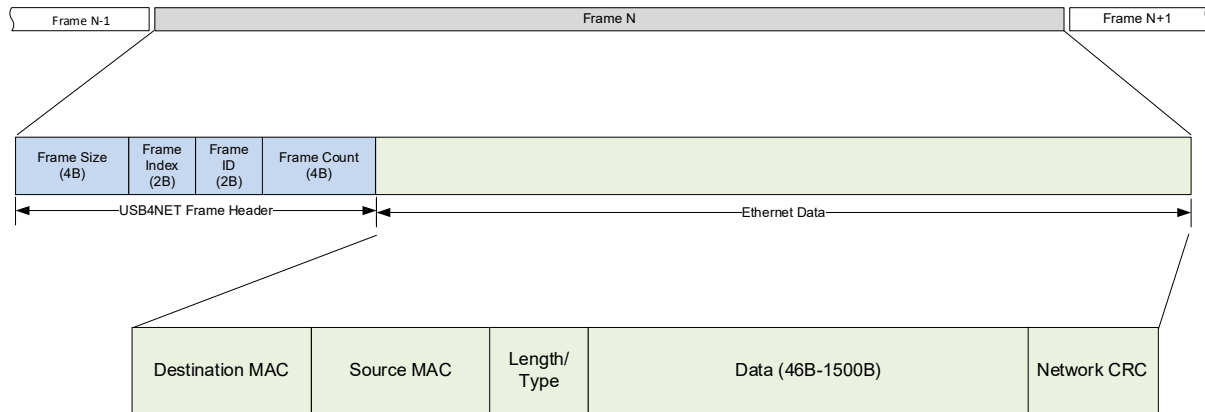 Frame N-1
Frame N
Frame N+1
Frame Size
(4B)
Frame
Index
(2B)
Frame
ID
(2B)
Frame Count
(4B)
USB4NET Frame Header
Ethernet Data
Destination MAC
Source MAC
Length/
Type
Data (46B-1500B)
Network CRC